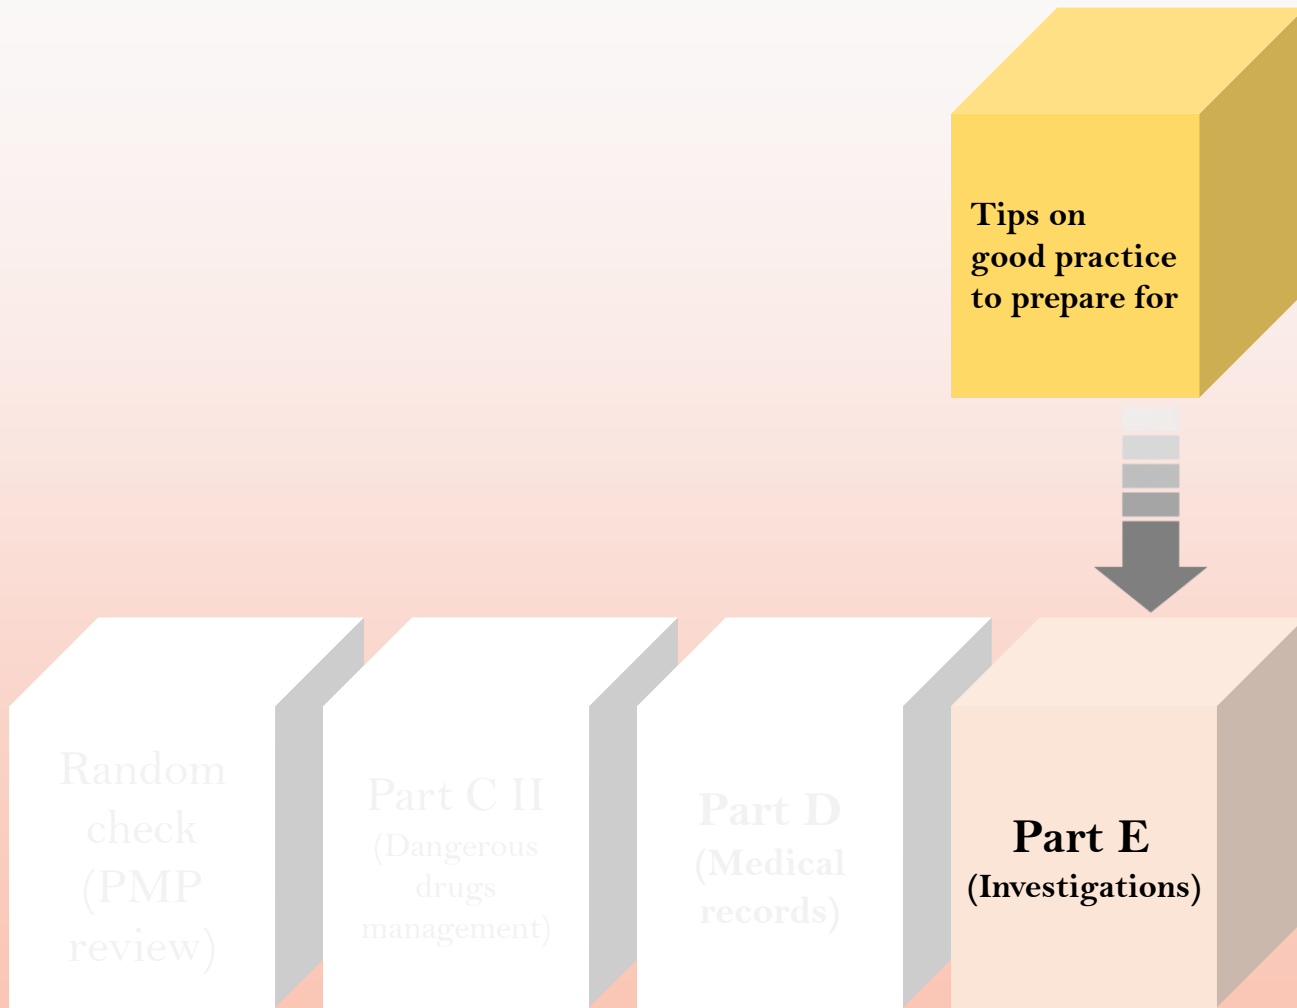 Tips on
good practice
to prepare for
Random
check
(PMP
review)
Part C II
(Dangerous
drugs
management)
Part D
(Medical
records)
Part E
(Investigations)